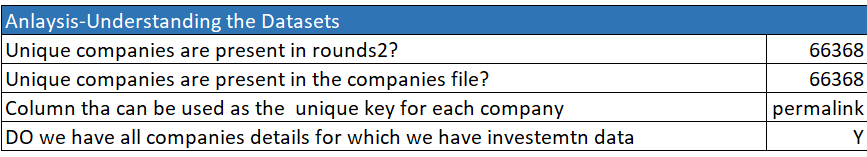 Anlaysis-Understanding the Datasets
Unique companies are present in rounds2? 66368
Unique companies are present in the companies file? 66368
Column tha can be used as the unique key for each company permalink
DO we have all companies details for which we have investemtn data Y